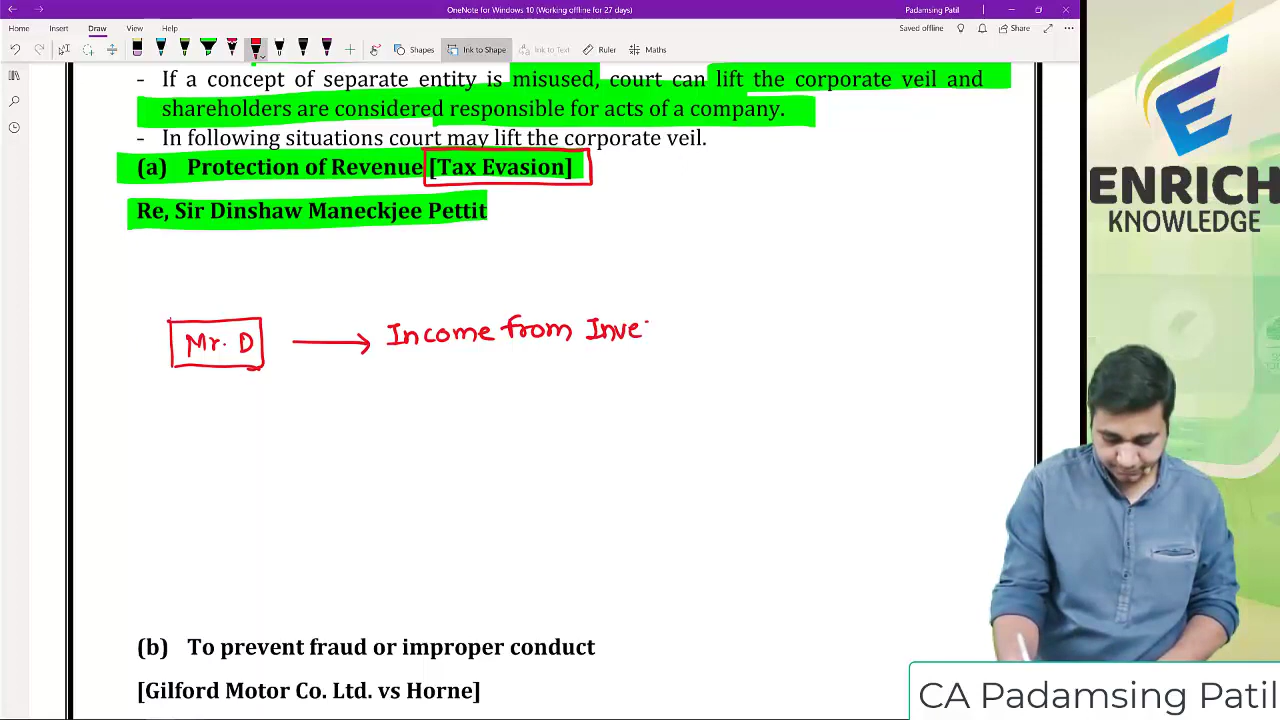 OneNote for Windows 10 (Working offline for 27 days)
Padamsing Patil
Home Insert Draw View Help
Saved offline
Share
Shapes
Ink to Shape
Ink to Text
Ruler
Maths
- If a concept of separate entity is misused, court can lift the corporate veil and
shareholders are considered responsible for acts of a company.
- In following situations court may lift the corporate veil.
(a) Protection of Revenue [Tax Evasion]
Re, Sir Dinshaw Maneckjee Pettit
Mr. D → Income from Inve
(b) To prevent fraud or improper conduct
[Gilford Motor Co. Ltd. vs Horne]
ENRICH
KNOWLEDGE
CA Padamsing Patil